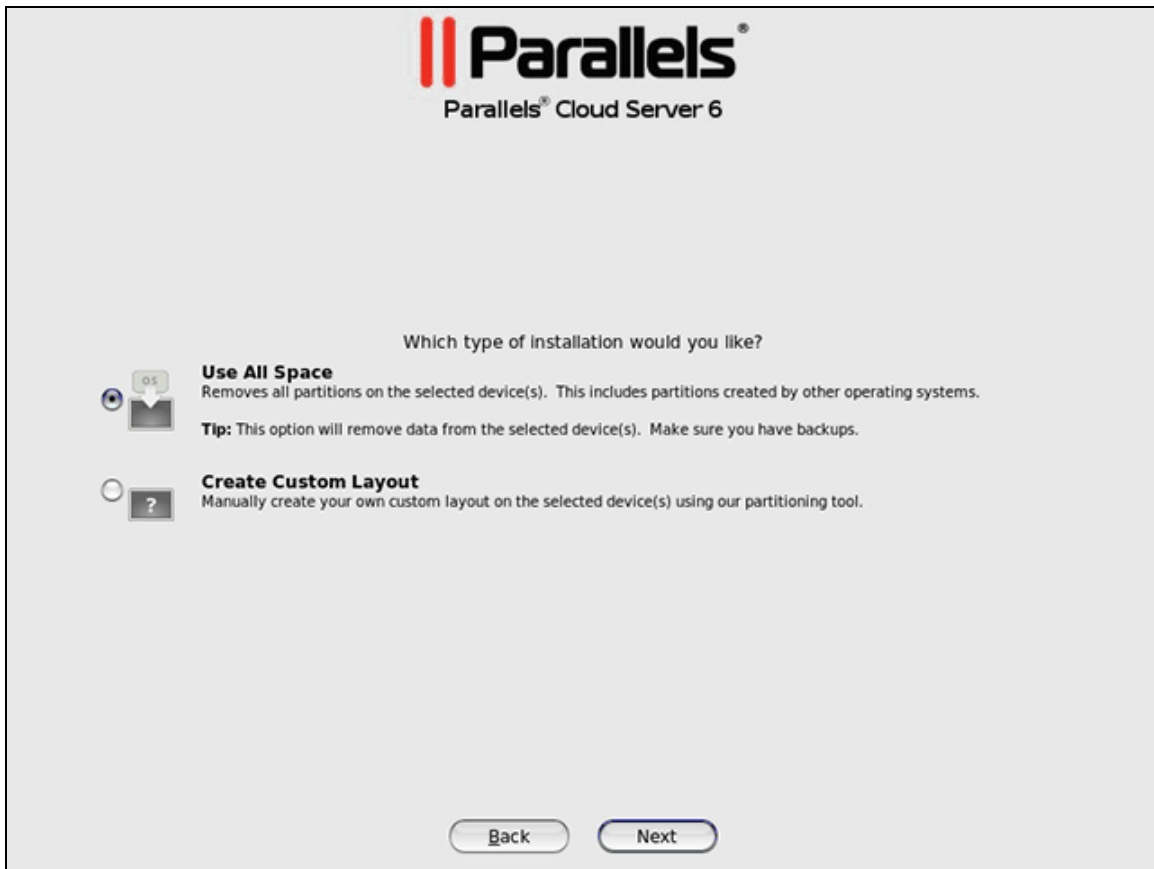 Parallels®
Parallels® Cloud Server 6
Which type of installation would you like?
OS
Use All Space
Removes all partitions on the selected device(s). This includes partitions created by other operating systems.
Tip: This option will remove data from the selected device(s). Make sure you have backups.
Create Custom Layout
?
Manually create your own custom layout on the selected device(s) using our partitioning tool.
Back
Next